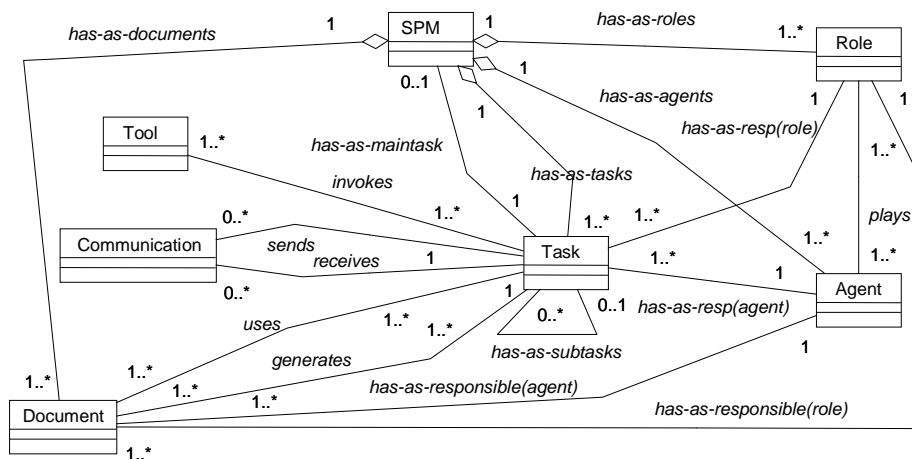 1
SPM
1
has-as-roles
has-as-documents
1..*
Role
1
0..1
1
has-as-agents
1
1
Tool
1..*
has-as-maintask
has-as-resp(role)
1..*
invokes
has-as-tasks
0..*
1..*
1
1..*
1..*
plays
Communication
sends
receives
1
Task
1..*
1..*
1..*
0..*
1
1
Agent
uses
1..*
0..*
0..1
has-as-resp(agent)
1..*
generates
has-as-subtasks
1
1..*
1..*
1..*
1..*
has-as-responsible(agent)
Document
has-as-responsible(role)
1..*